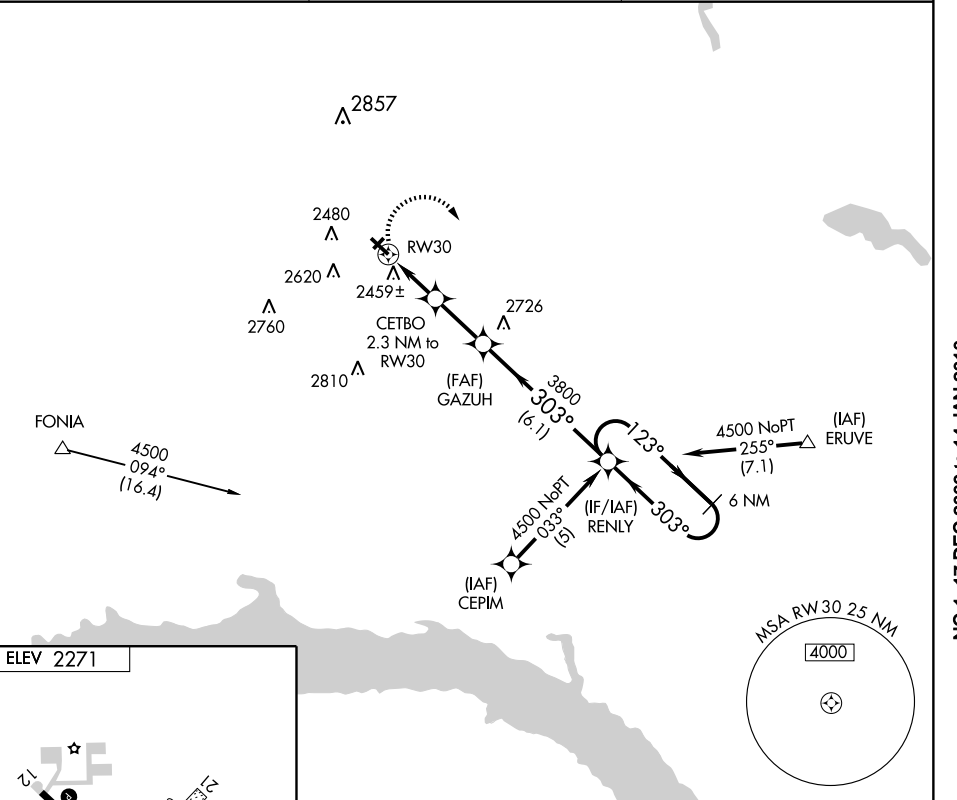 2857
2480
RW30
2620
2459±
2760
CETBO
2.3 NM to
RW30
2726
2810
(FAF)
GAZUH
3800
303°
(6.1)
FONIA
4500
094°
(16.4)
123°
4500 NoPT
255°
(7.1)
(IAF)
ERUVE
6 NM
303°
(IF/IAF)
RENLY
4500 NoPT
033°
(5)
(IAF)
CEPIM
MSA RW30 25 NM
4000
ELEV 2271
12
A
21